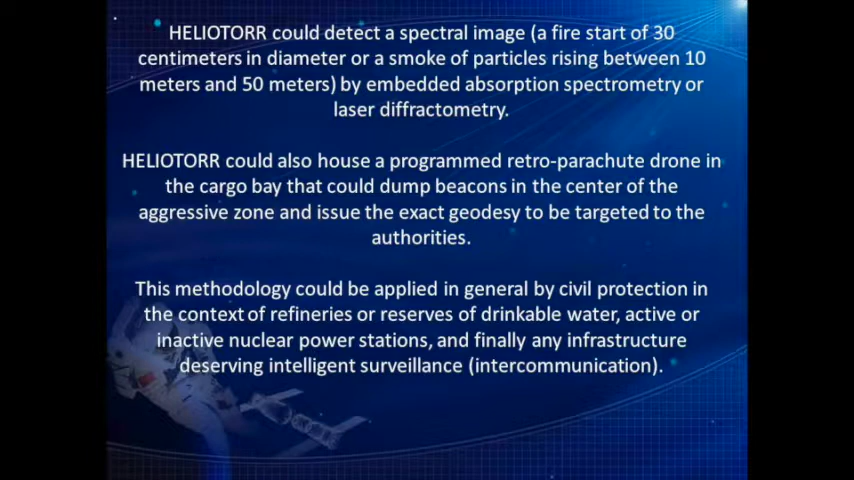 HELIOTORR could detect a spectral image (a fire start of 30
centimeters in diameter or a smoke of particles rising between 10
meters and 50 meters) by embedded absorption spectrometry or
laser diffractometry.
HELIOTORR could also house a programmed retro-parachute drone in
the cargo bay that could dump beacons in the center of the
aggressive zone and issue the exact geodesy to be targeted to the
authorities.
This methodology could be applied in general by civil protection in
the context of refineries or reserves of drinkable water, active or
inactive nuclear power stations, and finally any infrastructure
deserving intelligent surveillance (intercommunication).